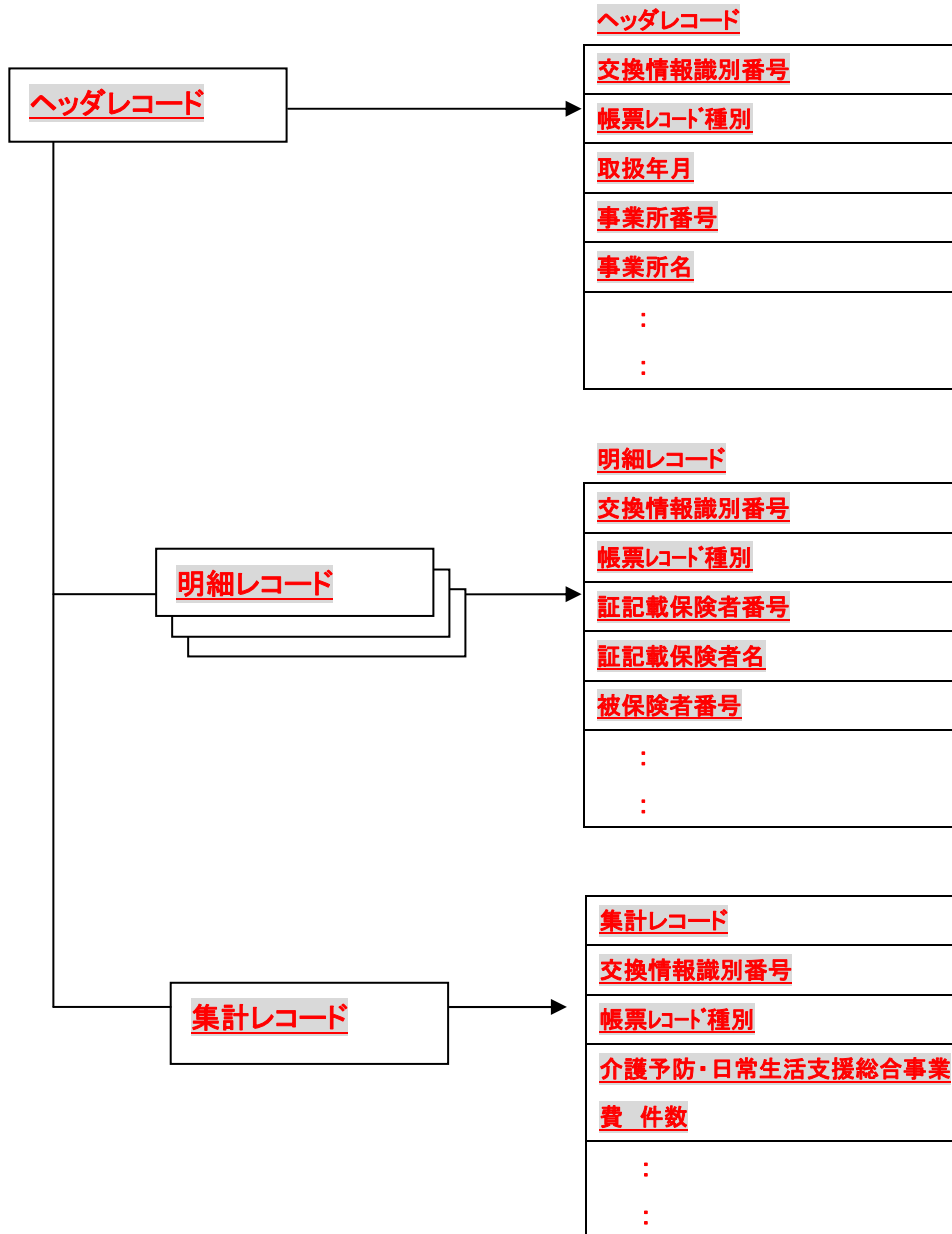 ヘッダレコード
ヘッダレコード
交換情報識別番号
帳票ﾚｺｰﾄﾞ種別
取扱年月
事業所番号
事業所名
：
：
明細レコード
明細レコード
交換情報識別番号
帳票ﾚｺｰﾄﾞ種別
証記載保険者番号
証記載保険者名
被保険者番号
：
：
集計レコード
集計レコード
交換情報識別番号
帳票ﾚｺｰﾄﾞ種別
介護予防・日常生活支援総合事業
費　件数
：
：